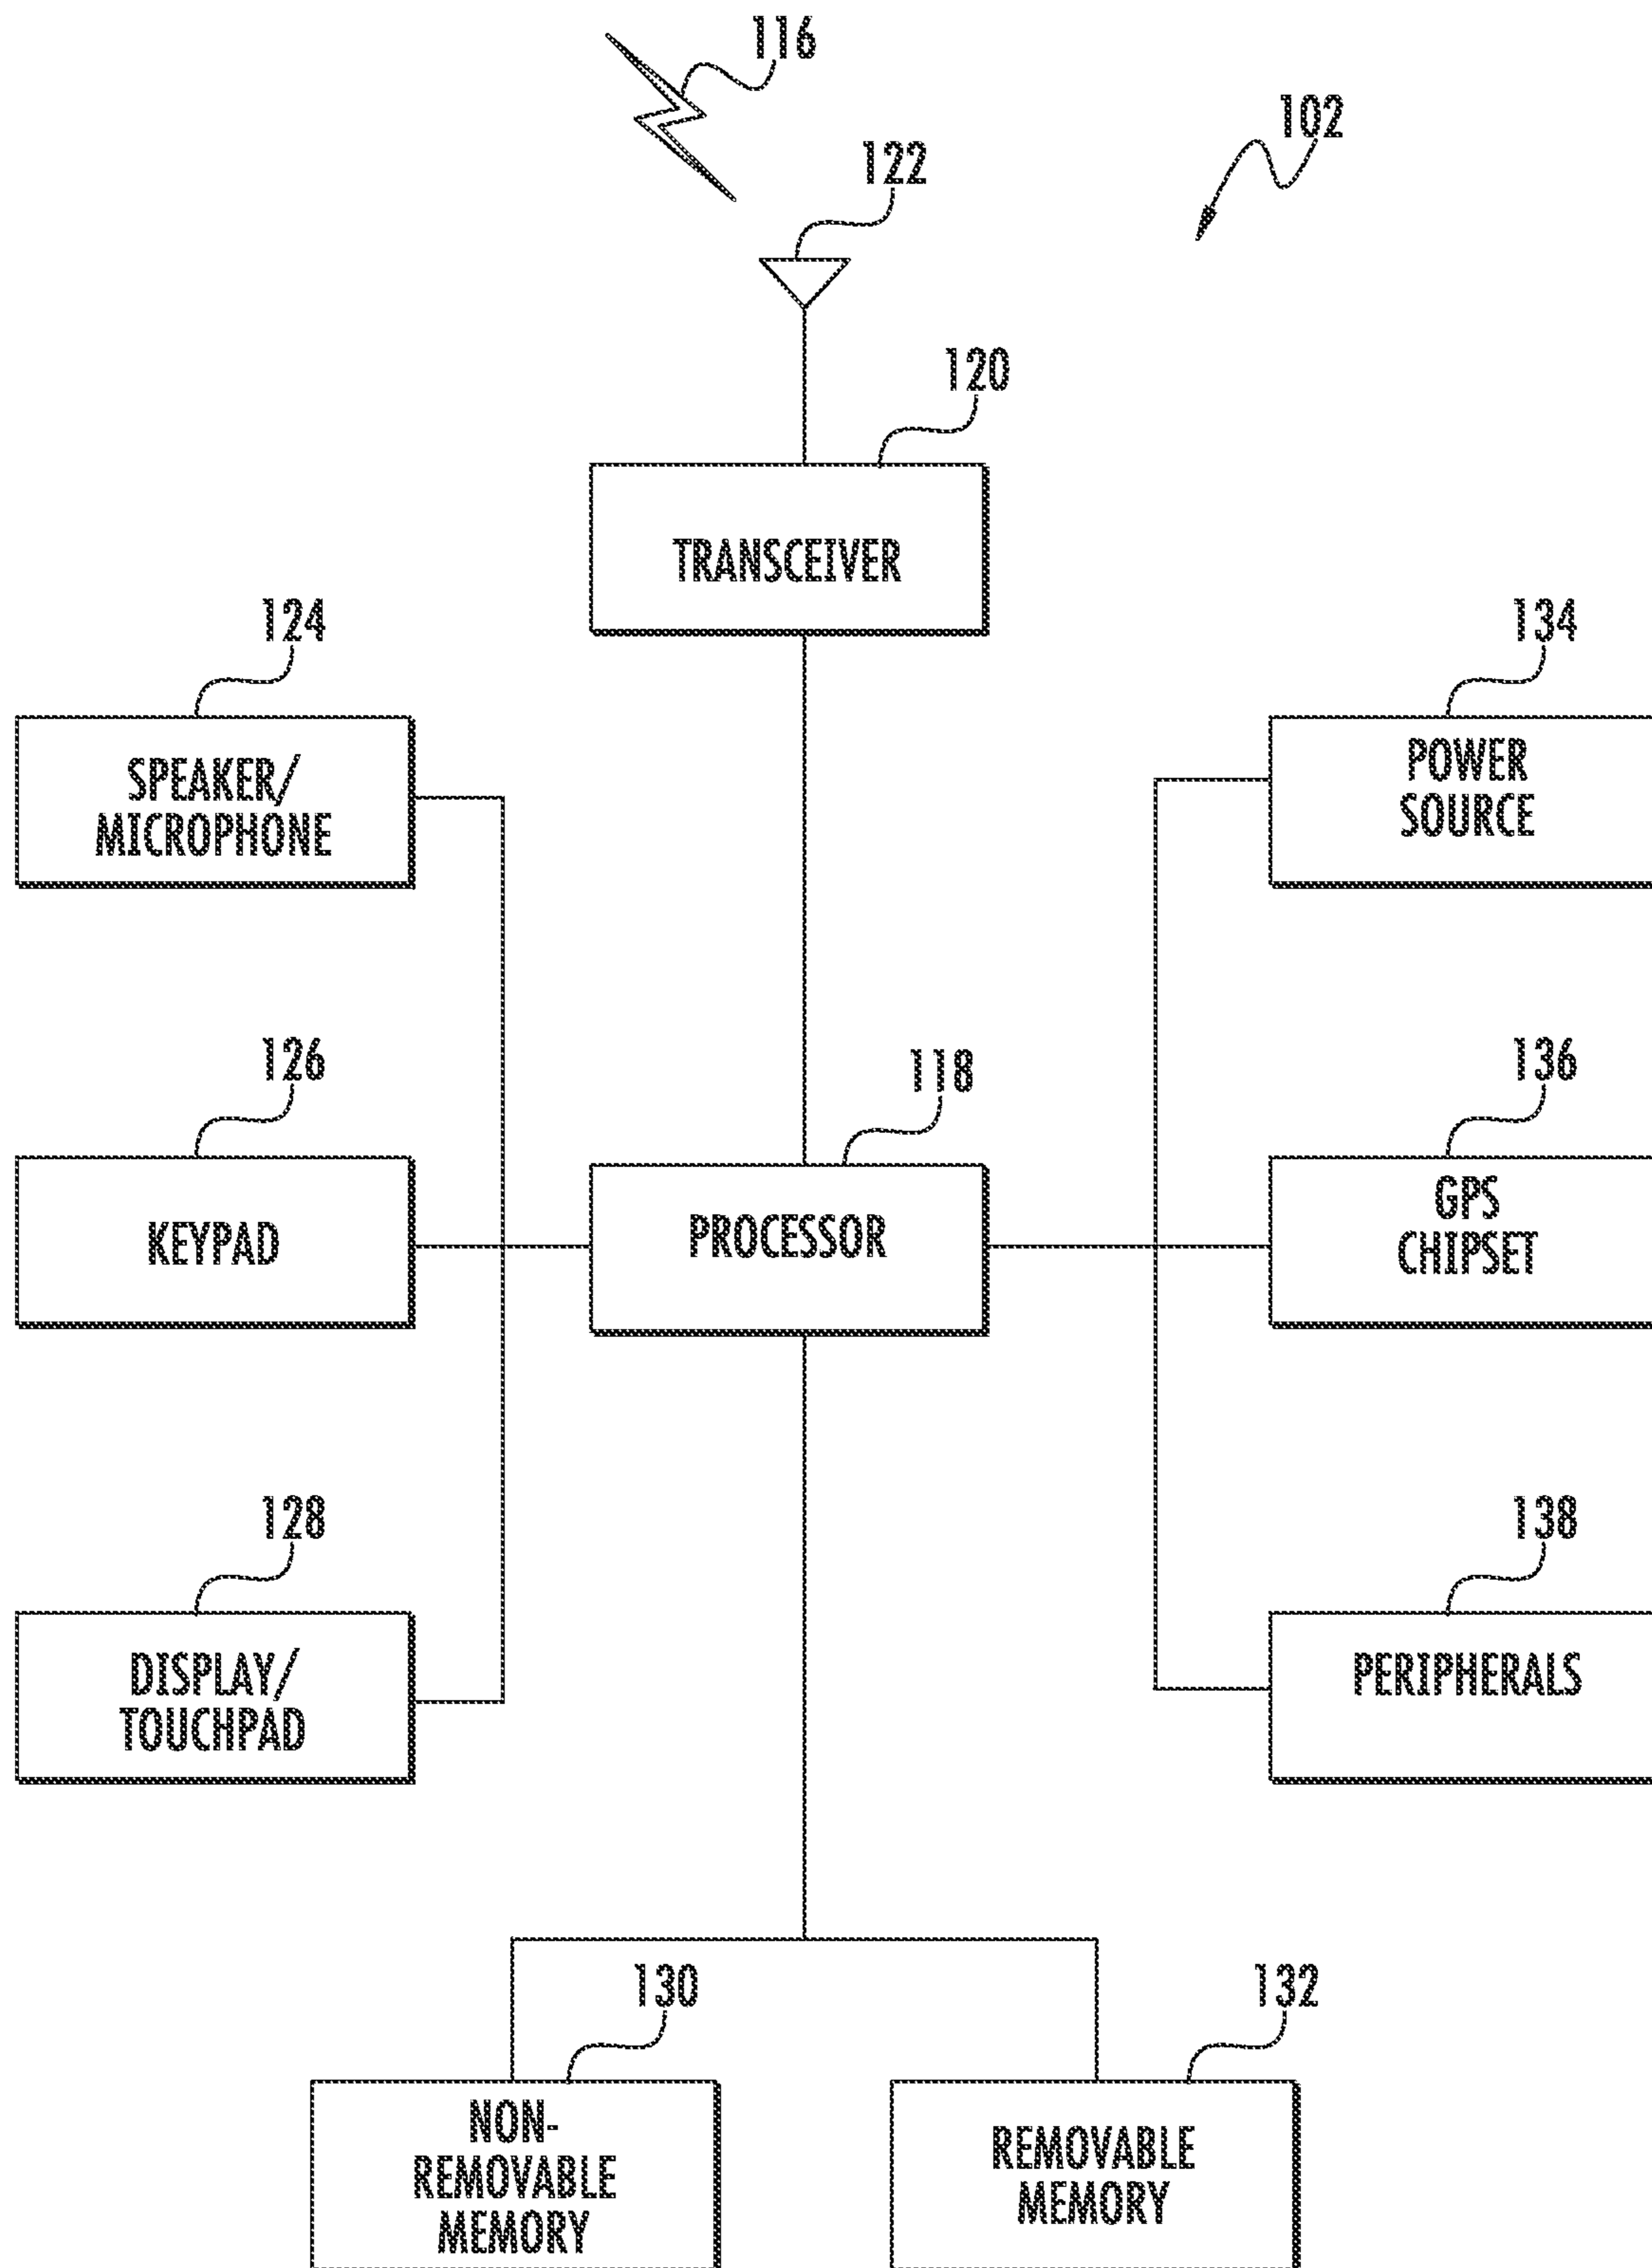 116
102
122
120
TRANSCEIVER
124
134
SPEAKER/
MICROPHONE
POWER
SOURCE
126
118
136
KEYPAD
PROCESSOR
GPS
CHIPSET
128
138
DISPLAY/
TOUCHPAD
PERIPHERALS
130
132
NON-
REMOVABLE
MEMORY
REMOVABLE
MEMORY